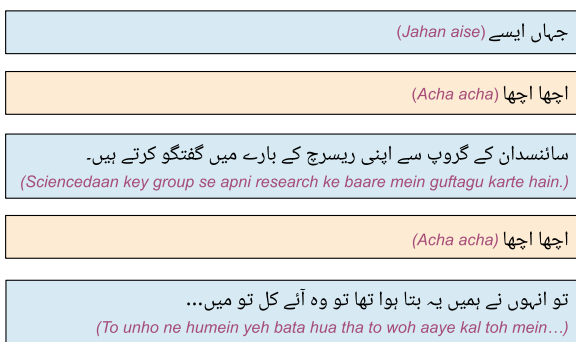 جہاں ایسے (Jahan aise)
اچھا اچھا (Acha acha)
سائنسدان کے گروپ سے اپنی ریسرچ کے بارے میں گفتگو کرتے ہیں۔
(Sciencedaan key group se apni research ke baare mein guftagu karte hain.)
اچھا اچھا (Acha acha)
تو انہوں نے ہمیں یہ بتا ہوا تھا تو وہ آئے کل تو میں...
(To unho ne humein yeh bata hua tha to woh aaye kal toh mein…)